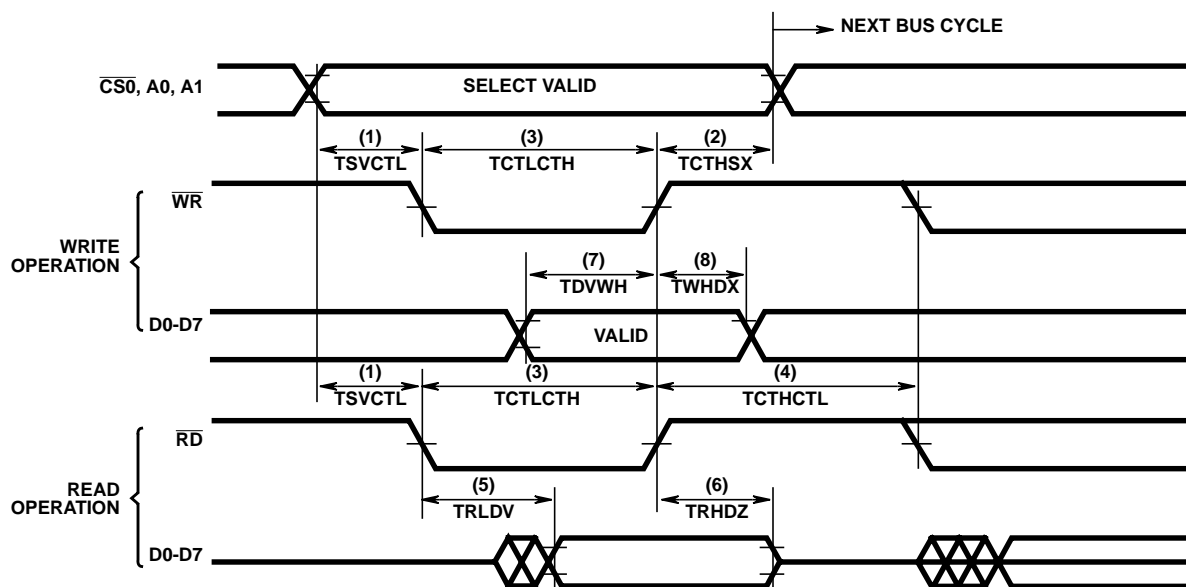 NEXT BUS CYCLE
CS0, A0, A1
SELECT VALID
(1) (3) (2)
TSVCTL TCTLCTH TCTHSX
WR
WRITE
OPERATION
(7) (8)
TDVWH TWHDX
D0-D7
VALID
(1) (3) (4)
TSVCTL TCTLCTH TCTHCTL
RD
READ
OPERATION
(5) (6)
TRLDV TRHDZ
D0-D7